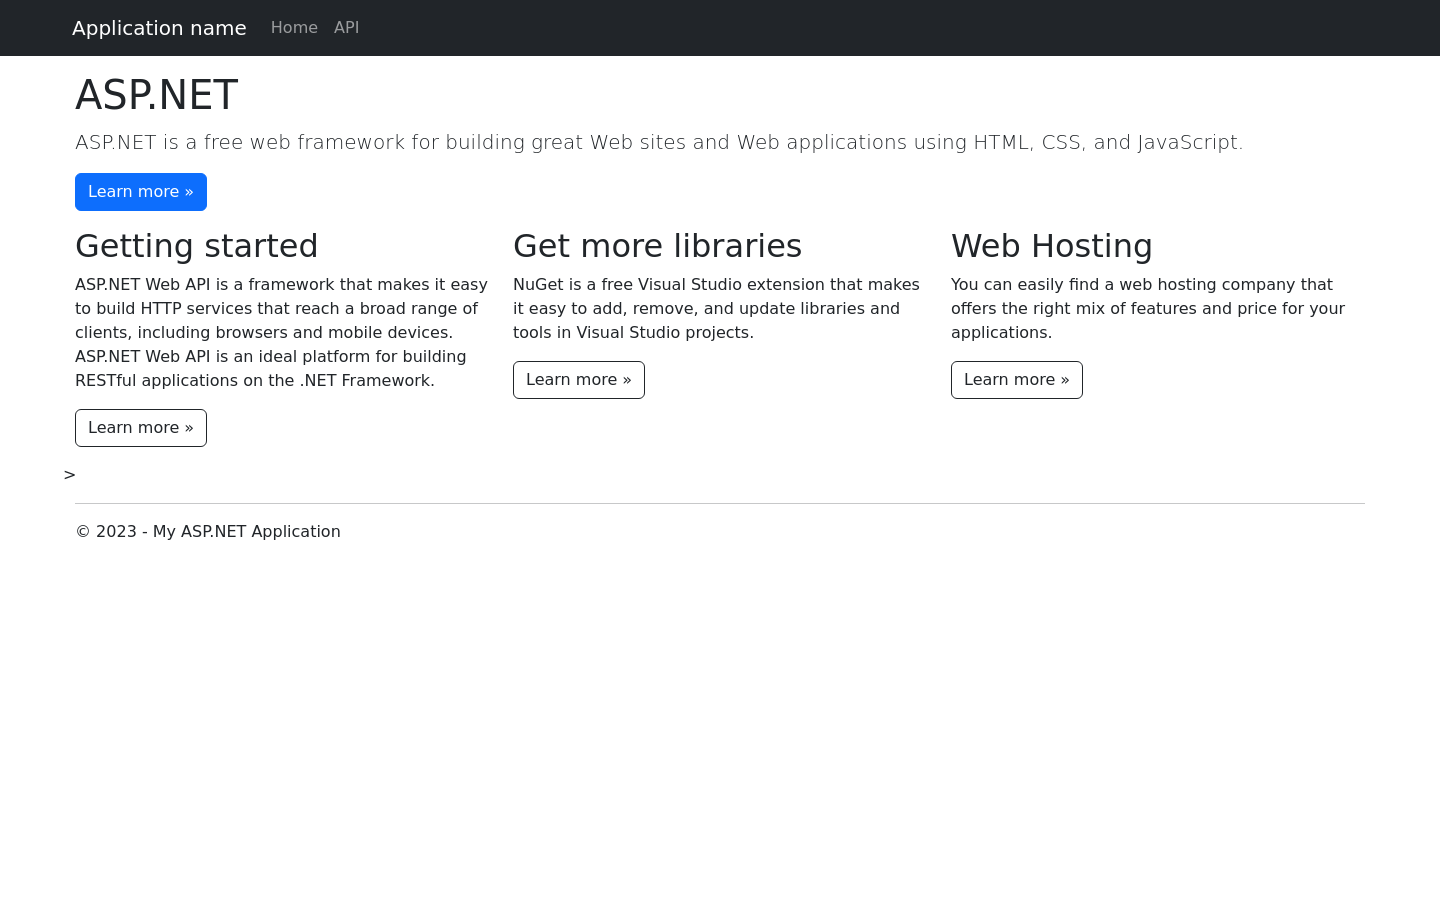 Application name Home API
ASP.NET
ASP.NET is a free web framework for building great Web sites and Web applications using HTML, CSS, and JavaScript.
Learn more »
Getting started
ASP.NET Web API is a framework that makes it easy
to build HTTP services that reach a broad range of
clients, including browsers and mobile devices.
ASP.NET Web API is an ideal platform for building
RESTful applications on the .NET Framework.
Learn more »
Get more libraries
NuGet is a free Visual Studio extension that makes
it easy to add, remove, and update libraries and
tools in Visual Studio projects.
Learn more »
Web Hosting
You can easily find a web hosting company that
offers the right mix of features and price for your
applications.
Learn more »
>
© 2023 - My ASP.NET Application